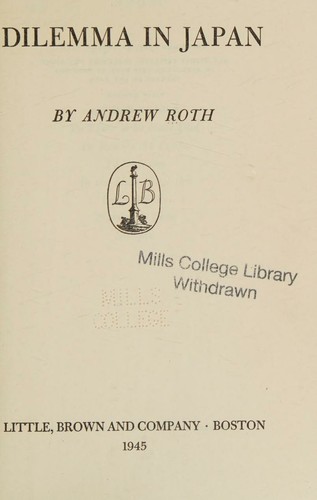 DILEMMA IN JAPAN
BY ANDREW ROTH
L B
Mills College Library
Withdrawn
MILLS
COLLEGE
LITTLE, BROWN AND COMPANY · BOSTON
1945